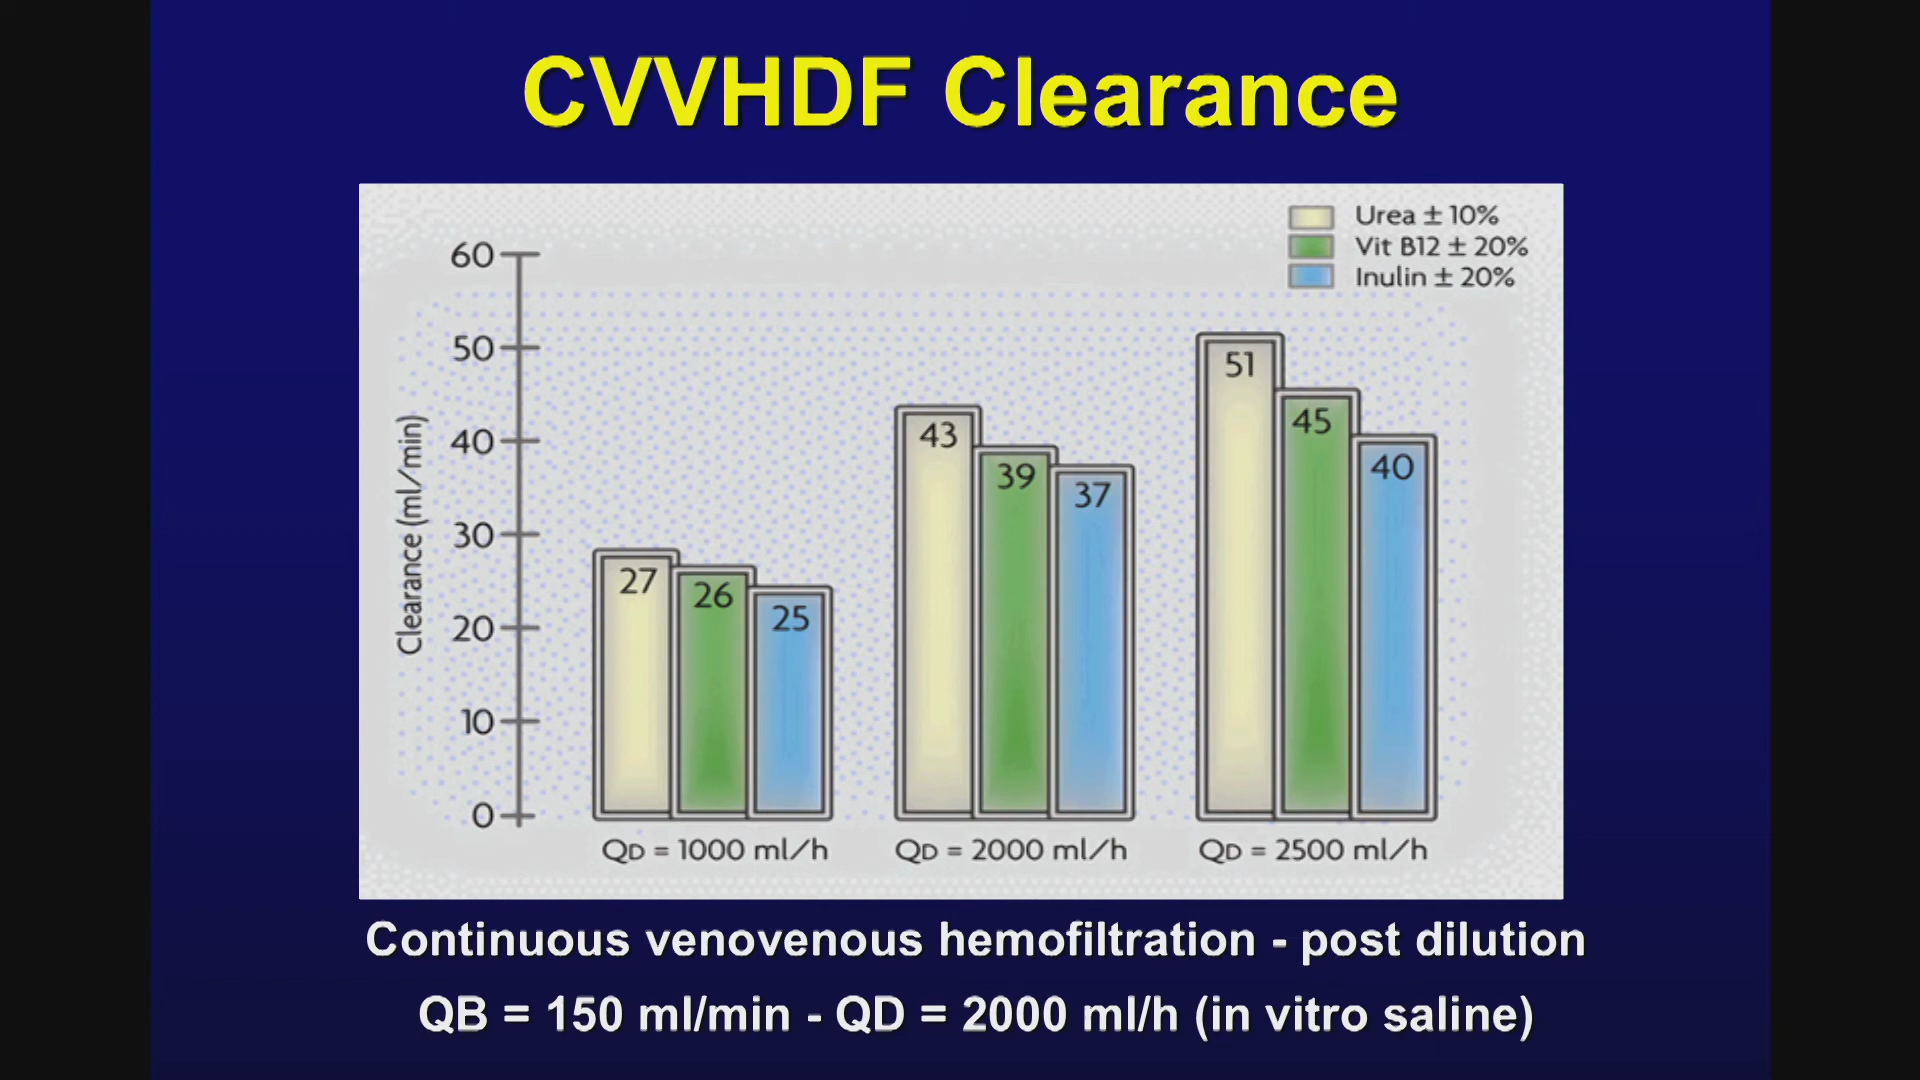 CVVHDF Clearance
Urea ± 10%
Vit B12 ± 20%
Inulin ± 20%
Clearance (ml/min)
60
50
40
30
20
10
0
27
26
25
43
39
37
51
45
40
QD = 1000 ml/h
QD = 2000 ml/h
QD = 2500 ml/h
Continuous venovenous hemofiltration - post dilution
QB = 150 ml/min - QD = 2000 ml/h (in vitro saline)